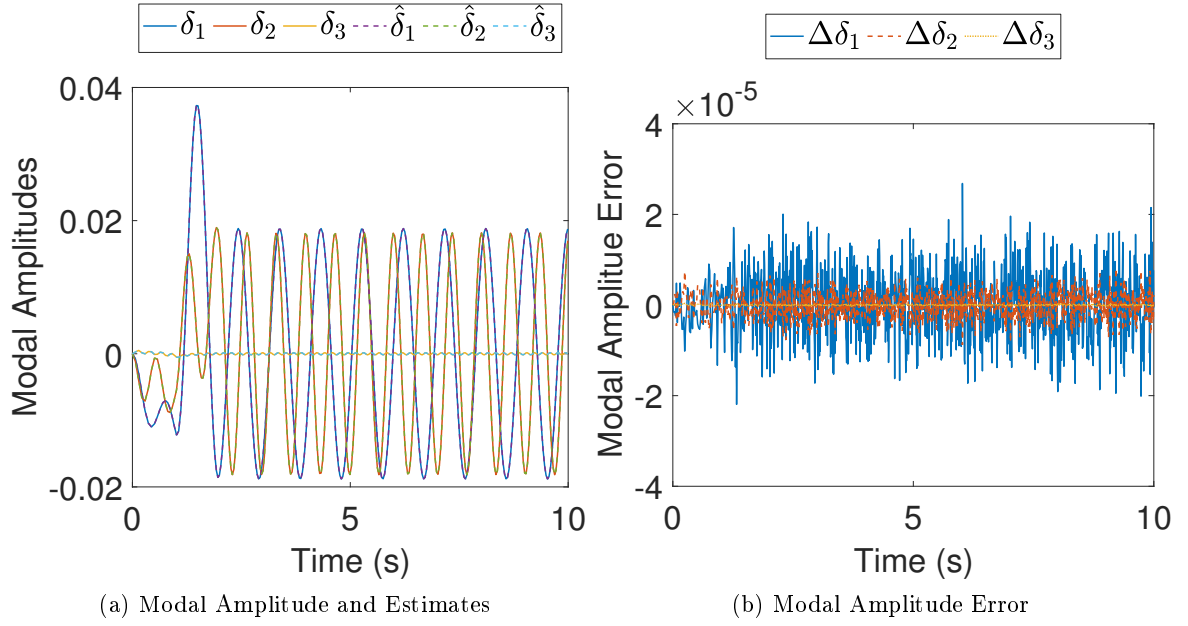 δ₁ δ₂ δ₃ δ̂₁ δ̂₂ δ̂₃
0.04
0.02
0
-0.02
Modal Amplitudes
0 5 10
Time (s)
(a) Modal Amplitude and Estimates
Δδ₁ Δδ₂ Δδ₃
×10⁻⁵
4
2
0
-2
-4
Modal Amplitue Error
0 5 10
Time (s)
(b) Modal Amplitude Error